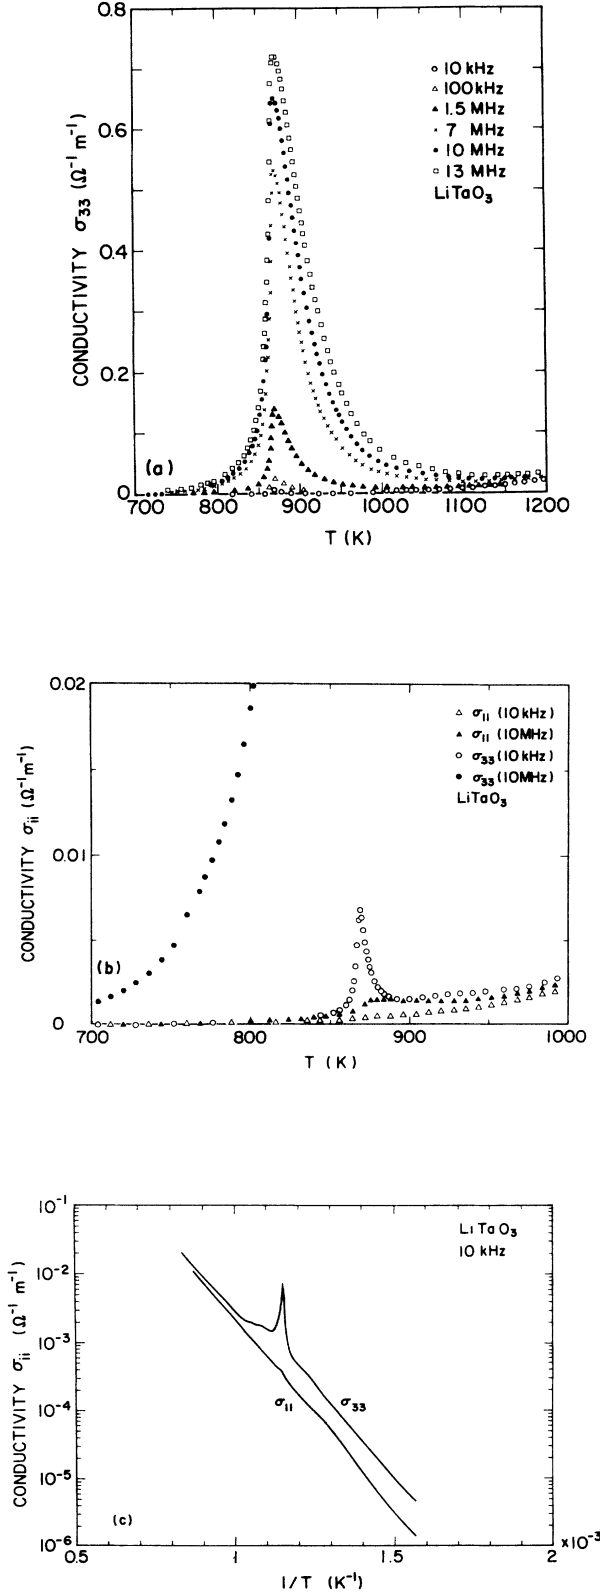 0.8
0.6
0.4
0.2
0
CONDUCTIVITY σ33 (Ω⁻¹ m⁻¹)
10 kHz
100kHz
1.5 MHz
7 MHz
10 MHz
13 MHz
LiTaO3
(a)
700 800 900 1000 1100 1200
T (K)
0.02
0.01
0
CONDUCTIVITY σii (Ω⁻¹m⁻¹)
σ11 (10kHz)
σ11 (10MHz)
σ33 (10kHz)
σ33 (10MHz)
LiTaO3
(b)
700 800 900 1000
T (K)
10⁻¹
10⁻²
10⁻³
10⁻⁴
10⁻⁵
10⁻⁶
CONDUCTIVITY σii (Ω⁻¹ m⁻¹)
LiTaO3
10 kHz
σ11
σ33
(c)
0.5 1 1.5 2 x10⁻³
1/T (K⁻¹)